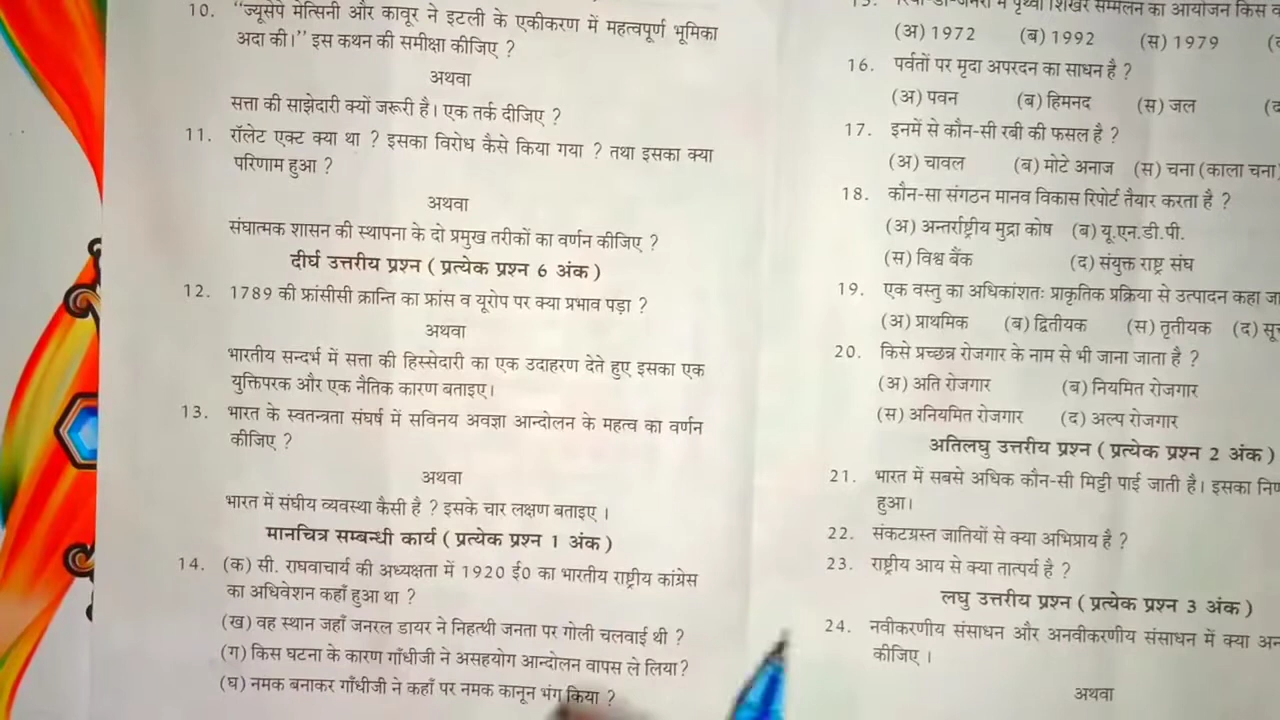 10. ‘‘ज्यूसेपे मेत्सिनी और कावूर ने इटली के एकीकरण में महत्वपूर्ण भूमिका
अदा की।’’ इस कथन की समीक्षा कीजिए ?
अथवा
सत्ता की साझेदारी क्यों जरूरी है। एक तर्क दीजिए ?
11. रॉलेट एक्ट क्या था ? इसका विरोध कैसे किया गया ? तथा इसका क्या
परिणाम हुआ ?
अथवा
संघात्मक शासन की स्थापना के दो प्रमुख तरीकों का वर्णन कीजिए ?
दीर्घ उत्तरीय प्रश्न ( प्रत्येक प्रश्न 6 अंक )
12. 1789 की फ्रांसीसी क्रान्ति का फ्रांस व यूरोप पर क्या प्रभाव पड़ा ?
अथवा
भारतीय सन्दर्भ में सत्ता की हिस्सेदारी का एक उदाहरण देते हुए इसका एक
युक्तिपरक और एक नैतिक कारण बताइए।
13. भारत के स्वतन्त्रता संघर्ष में सविनय अवज्ञा आन्दोलन के महत्व का वर्णन
कीजिए ?
अथवा
भारत में संघीय व्यवस्था कैसी है ? इसके चार लक्षण बताइए ।
मानचित्र सम्बन्धी कार्य ( प्रत्येक प्रश्न 1 अंक )
14. (क) सी. राघवाचार्य की अध्यक्षता में 1920 ई0 का भारतीय राष्ट्रीय कांग्रेस
का अधिवेशन कहाँ हुआ था ?
(ख) वह स्थान जहाँ जनरल डायर ने निहत्थी जनता पर गोली चलवाई थी ?
(ग) किस घटना के कारण गाँधीजी ने असहयोग आन्दोलन वापस ले लिया?
(घ) नमक बनाकर गाँधीजी ने कहाँ पर नमक कानून भंग किया ?
में पृथ्वी शिखर सम्मेलन का आयोजन किस
(अ) 1972 (ब) 1992 (स) 1979
16. पर्वतों पर मृदा अपरदन का साधन है ?
(अ) पवन (ब) हिमनद (स) जल
17. इनमें से कौन-सी रबी की फसल है ?
(अ) चावल (ब) मोटे अनाज (स) चना (काला चना)
18. कौन-सा संगठन मानव विकास रिपोर्ट तैयार करता है ?
(अ) अन्तर्राष्ट्रीय मुद्रा कोष (ब) यू.एन.डी.पी.
(स) विश्व बैंक (द) संयुक्त राष्ट्र संघ
19. एक वस्तु का अधिकांशतः प्राकृतिक प्रक्रिया से उत्पादन कहा
(अ) प्राथमिक (ब) द्वितीयक (स) तृतीयक (द)
20. किसे प्रच्छन्न रोजगार के नाम से भी जाना जाता है ?
(अ) अति रोजगार (ब) नियमित रोजगार
(स) अनियमित रोजगार (द) अल्प रोजगार
अतिलघु उत्तरीय प्रश्न ( प्रत्येक प्रश्न 2 अंक )
21. भारत में सबसे अधिक कौन-सी मिट्टी पाई जाती है। इसका
हुआ।
22. संकटग्रस्त जातियों से क्या अभिप्राय है ?
23. राष्ट्रीय आय से क्या तात्पर्य है ?
लघु उत्तरीय प्रश्न ( प्रत्येक प्रश्न 3 अंक )
24. नवीकरणीय संसाधन और अनवीकरणीय संसाधन में क्या
कीजिए ।
अथवा